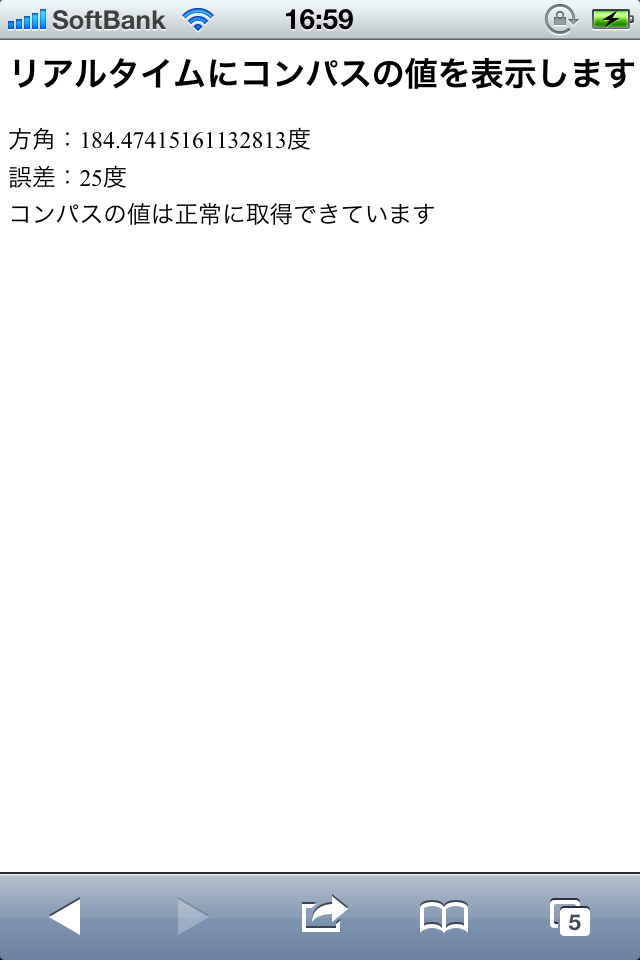 SoftBank 16:59
リアルタイムにコンパスの値を表示します
方角：184.47415161132813度
誤差：25度
コンパスの値は正常に取得できています
5